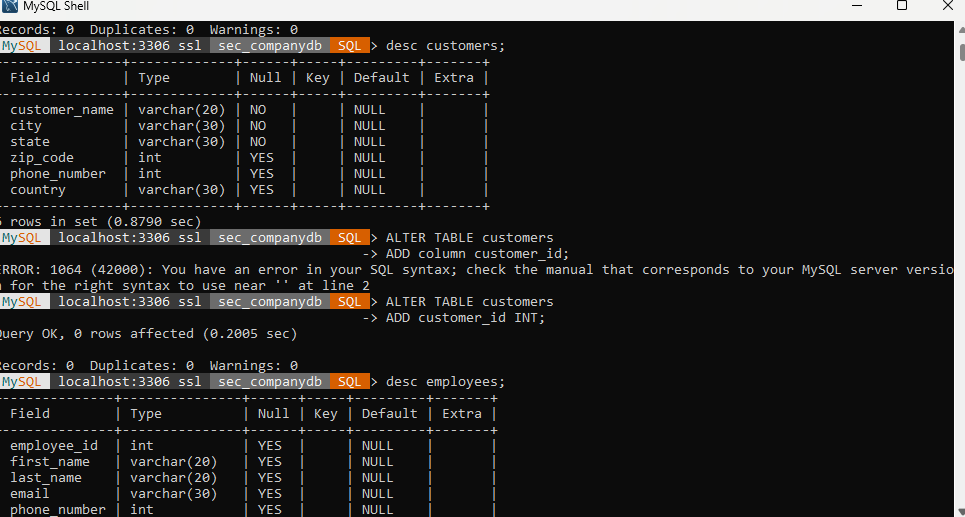 MySQL Shell
ecords: 0  Duplicates: 0  Warnings: 0
MySQL  localhost:3306 ssl  sec_companydb  SQL > desc customers;
---------------+-------------+------+-----+---------+-------+
 Field          | Type        | Null | Key | Default | Extra |
---------------+-------------+------+-----+---------+-------+
 customer_name | varchar(20) | NO   |     | NULL    |       |
 city          | varchar(30) | NO   |     | NULL    |       |
 state         | varchar(30) | NO   |     | NULL    |       |
 zip_code      | int         | YES  |     | NULL    |       |
 phone_number  | int         | YES  |     | NULL    |       |
 country       | varchar(30) | YES  |     | NULL    |       |
---------------+-------------+------+-----+---------+-------+
6 rows in set (0.8790 sec)
MySQL  localhost:3306 ssl  sec_companydb  SQL > ALTER TABLE customers
-> ADD column customer_id;
ERROR: 1064 (42000): You have an error in your SQL syntax; check the manual that corresponds to your MySQL server versio
n for the right syntax to use near '' at line 2
MySQL  localhost:3306 ssl  sec_companydb  SQL > ALTER TABLE customers
-> ADD customer_id INT;
Query OK, 0 rows affected (0.2005 sec)
ecords: 0  Duplicates: 0  Warnings: 0
MySQL  localhost:3306 ssl  sec_companydb  SQL > desc employees;
--------------+--------------+------+-----+---------+-------+
 Field        | Type         | Null | Key | Default | Extra |
--------------+--------------+------+-----+---------+-------+
 employee_id  | int          | YES  |     | NULL    |       |
 first_name   | varchar(20)  | YES  |     | NULL    |       |
 last_name    | varchar(20)  | YES  |     | NULL    |       |
 email        | varchar(30)  | YES  |     | NULL    |       |
 phone_number | int          | YES  |     | NULL    |       |